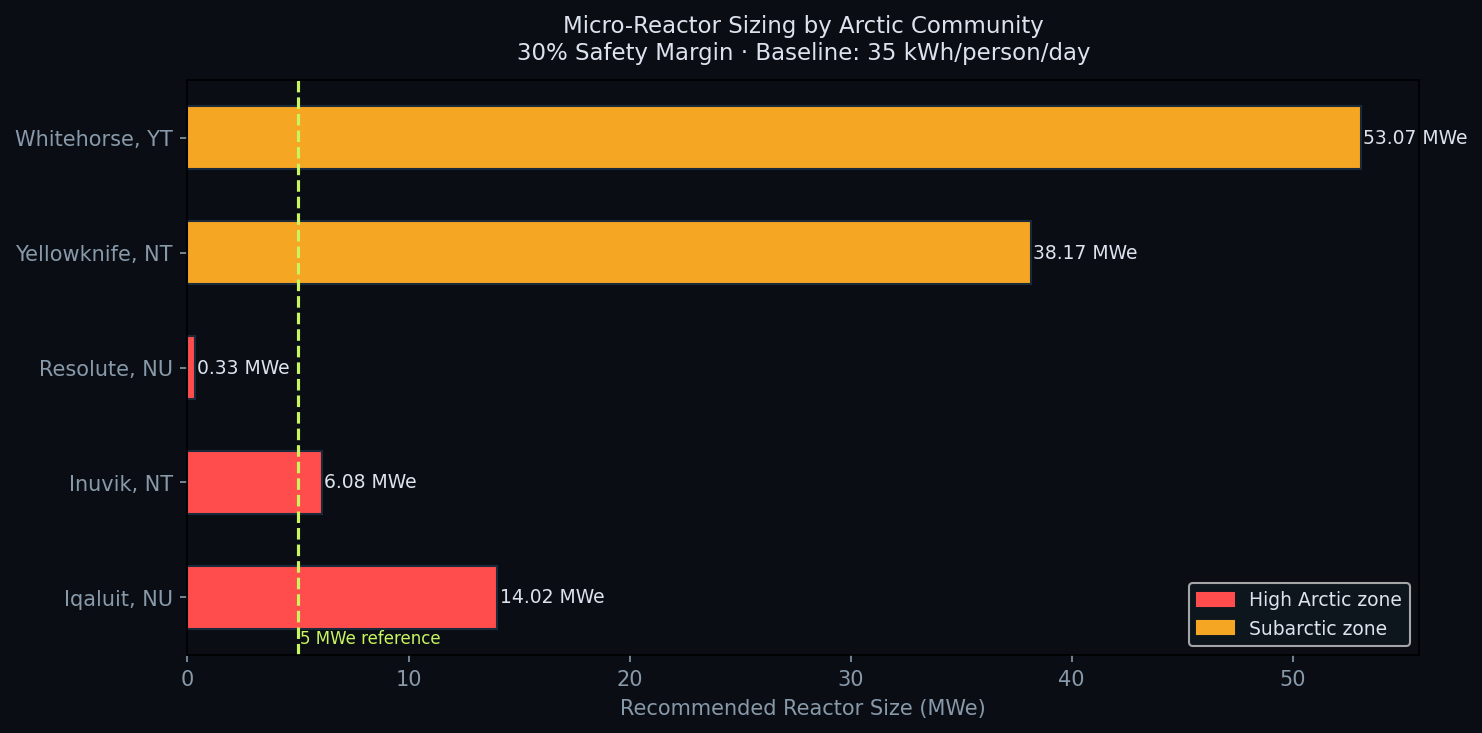 Micro-Reactor Sizing by Arctic Community
30% Safety Margin · Baseline: 35 kWh/person/day
Whitehorse, YT
53.07 MWe
Yellowknife, NT
38.17 MWe
Resolute, NU
0.33 MWe
Inuvik, NT
6.08 MWe
Iqaluit, NU
14.02 MWe
5 MWe reference
High Arctic zone
Subarctic zone
0 10 20 30 40 50
Recommended Reactor Size (MWe)